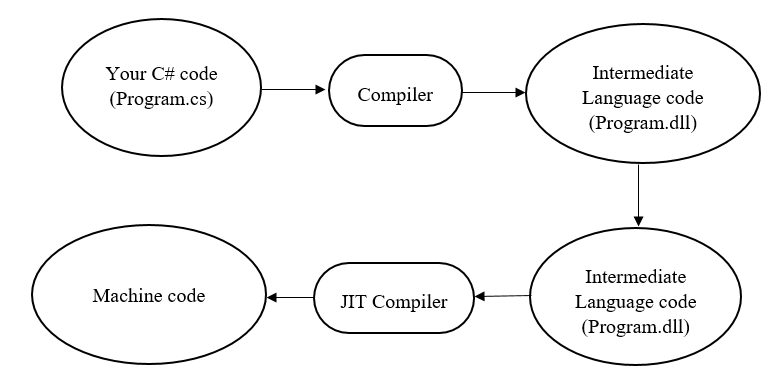 Your C# code
(Program.cs)
Compiler
Intermediate
Language code
(Program.dll)
Intermediate
Language code
(Program.dll)
JIT Compiler
Machine code